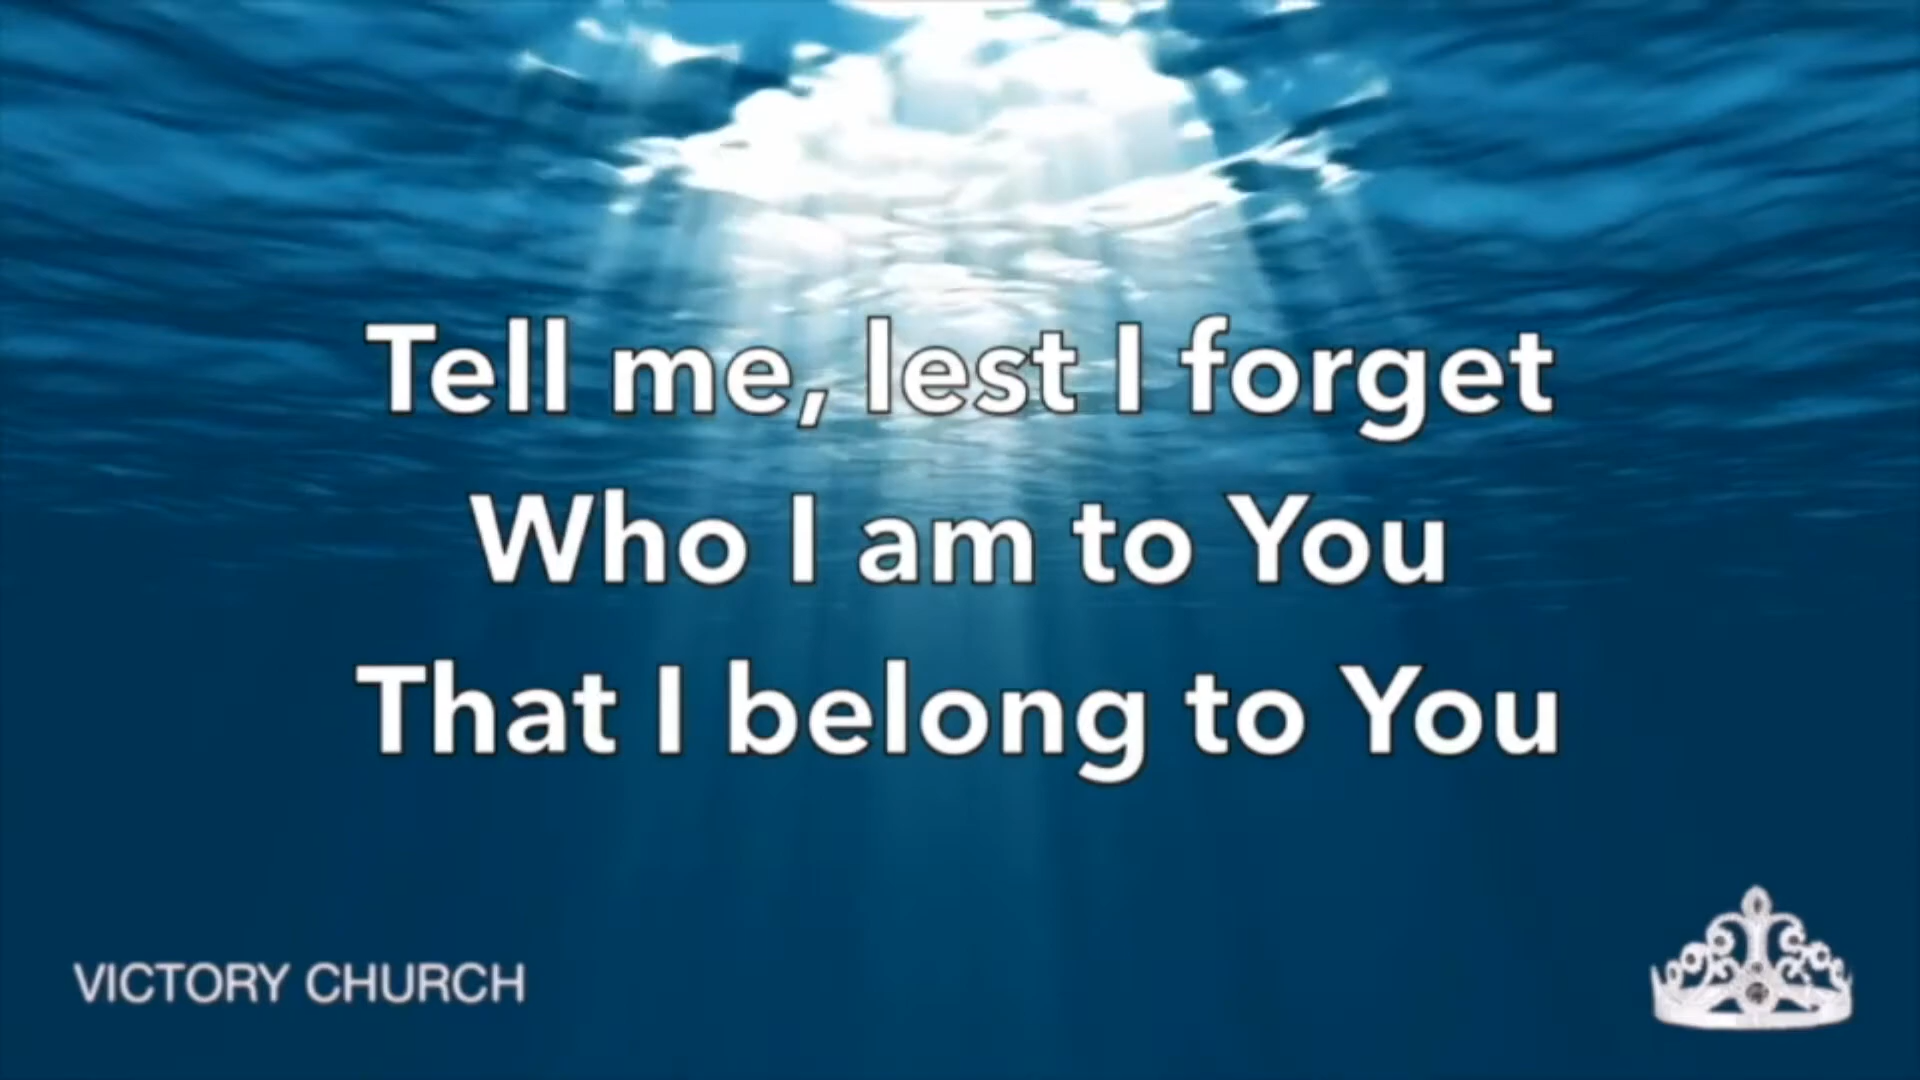 Tell me, lest I forget
Who I am to You
That I belong to You
VICTORY CHURCH